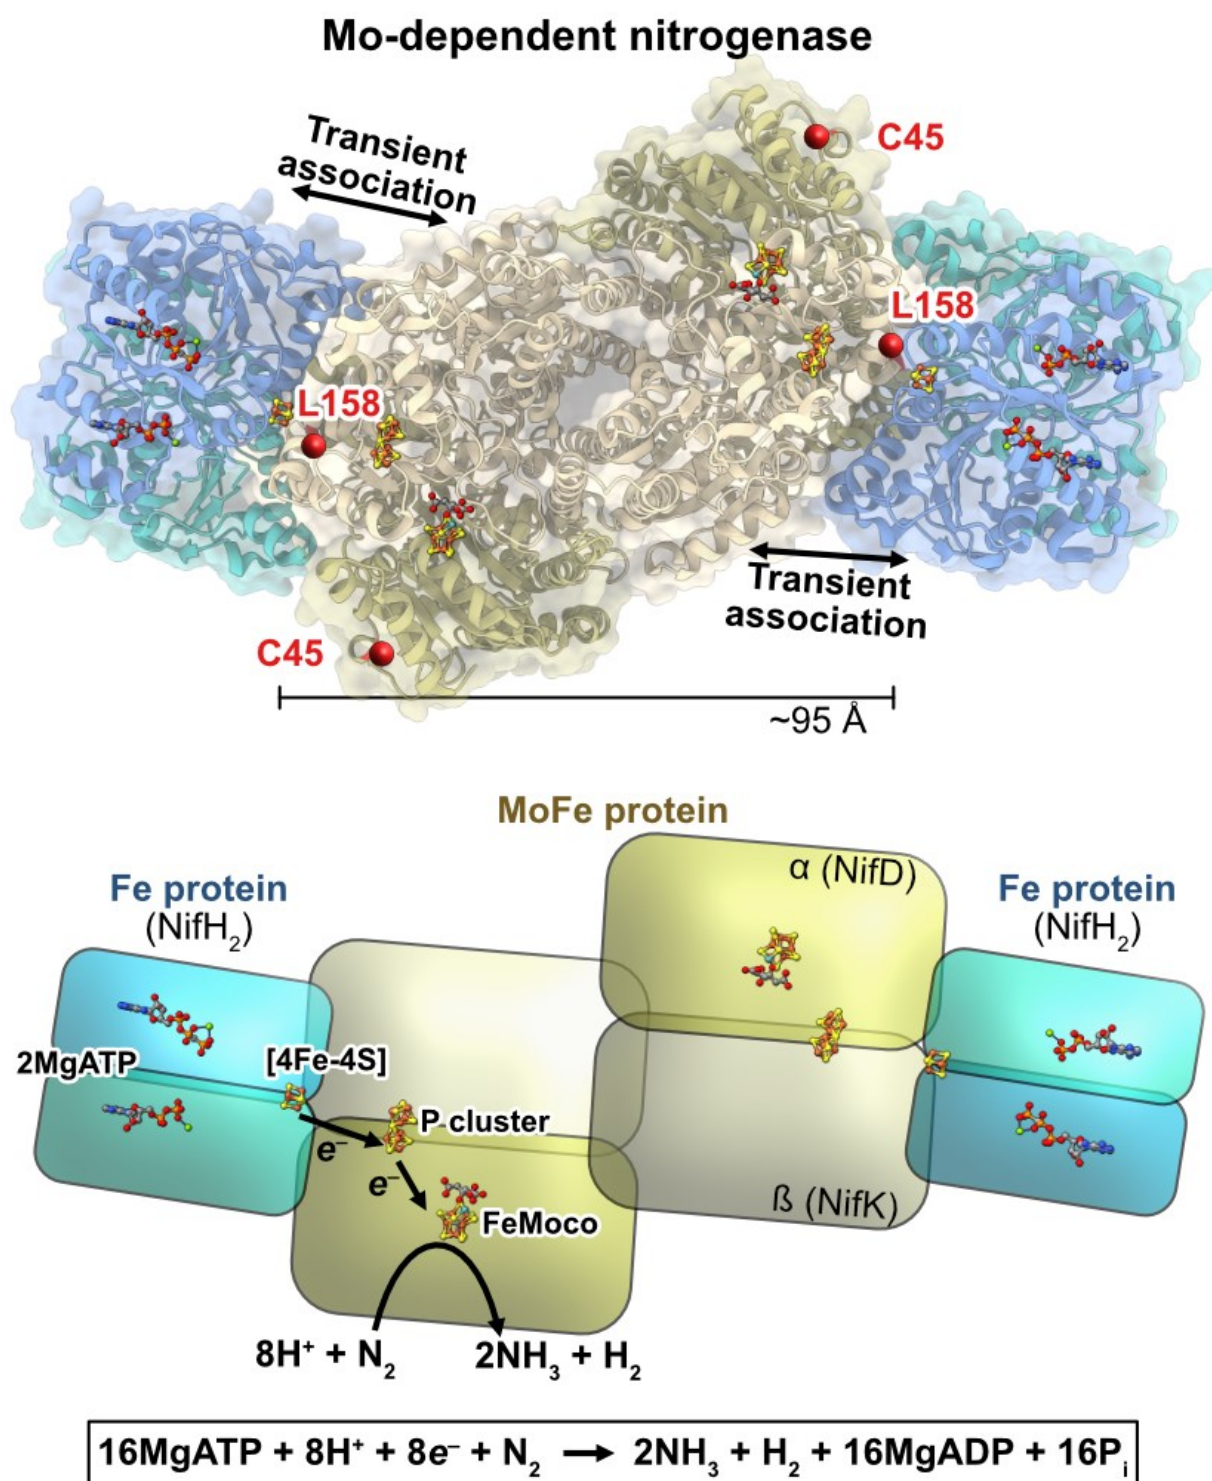 Mo-dependent nitrogenase
Transient
association
C45
L158
L158
Transient
association
C45
~95 Å
MoFe protein
α (NifD)
Fe protein
(NifH₂)
Fe protein
(NifH₂)
2MgATP
[4Fe-4S]
P cluster
e⁻
e⁻
FeMoco
ß (NifK)
8H⁺ + N₂
2NH₃ + H₂
16MgATP + 8H⁺ + 8e⁻ + N₂ → 2NH₃ + H₂ + 16MgADP + 16Pᵢ